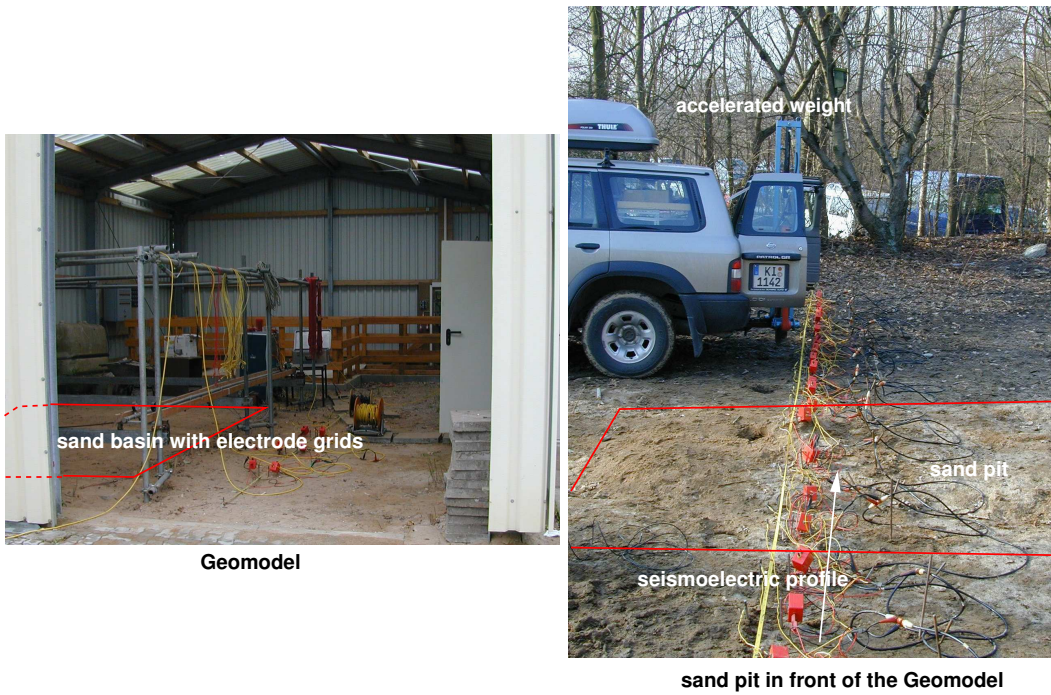 sand basin with electrode grids
Geomodel
accelerated weight
THULE
PATROL GR
KI
1142
sand pit
seismoelectric profile
sand pit in front of the Geomodel